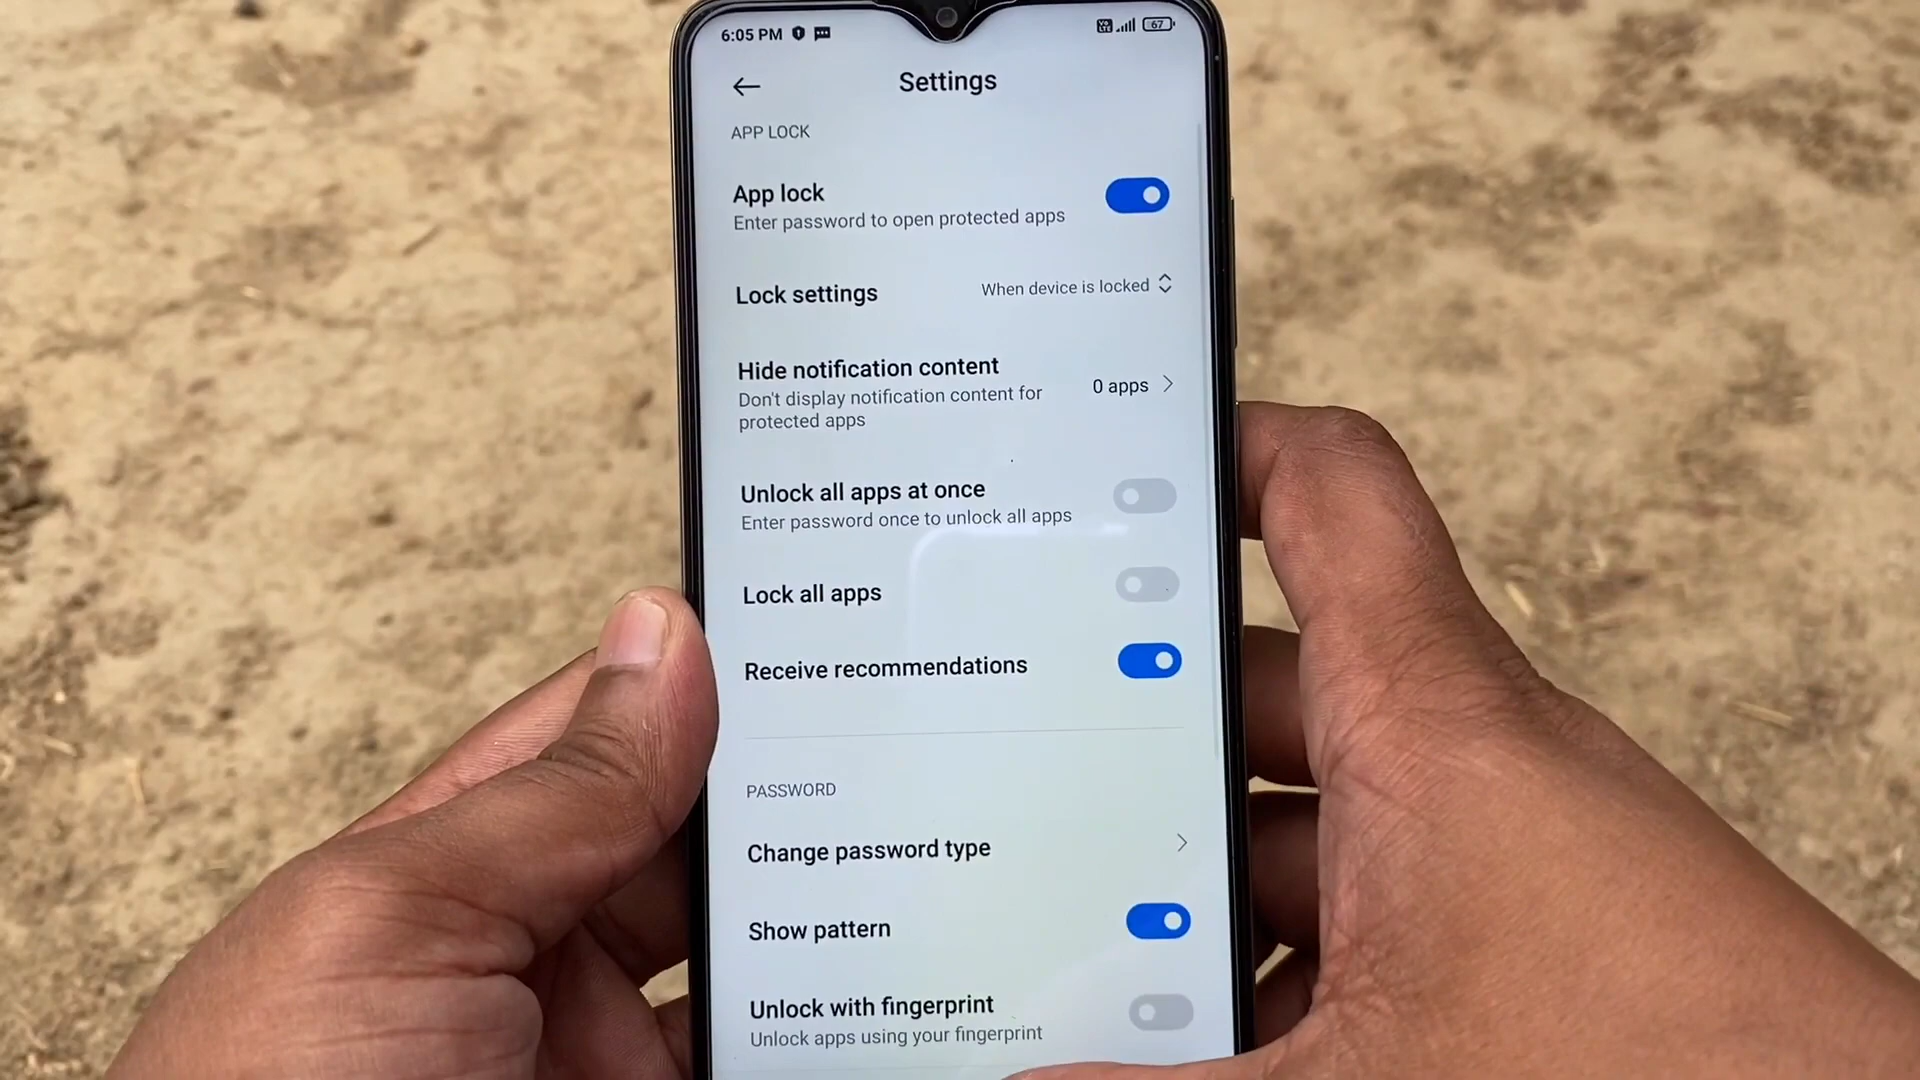 6:05 PM
Vo LTE
67
Settings
APP LOCK
App lock
Enter password to open protected apps
Lock settings
When device is locked
Hide notification content
Don't display notification content for
protected apps
0 apps
Unlock all apps at once
Enter password once to unlock all apps
Lock all apps
Receive recommendations
PASSWORD
Change password type
Show pattern
Unlock with fingerprint
Unlock apps using your fingerprint